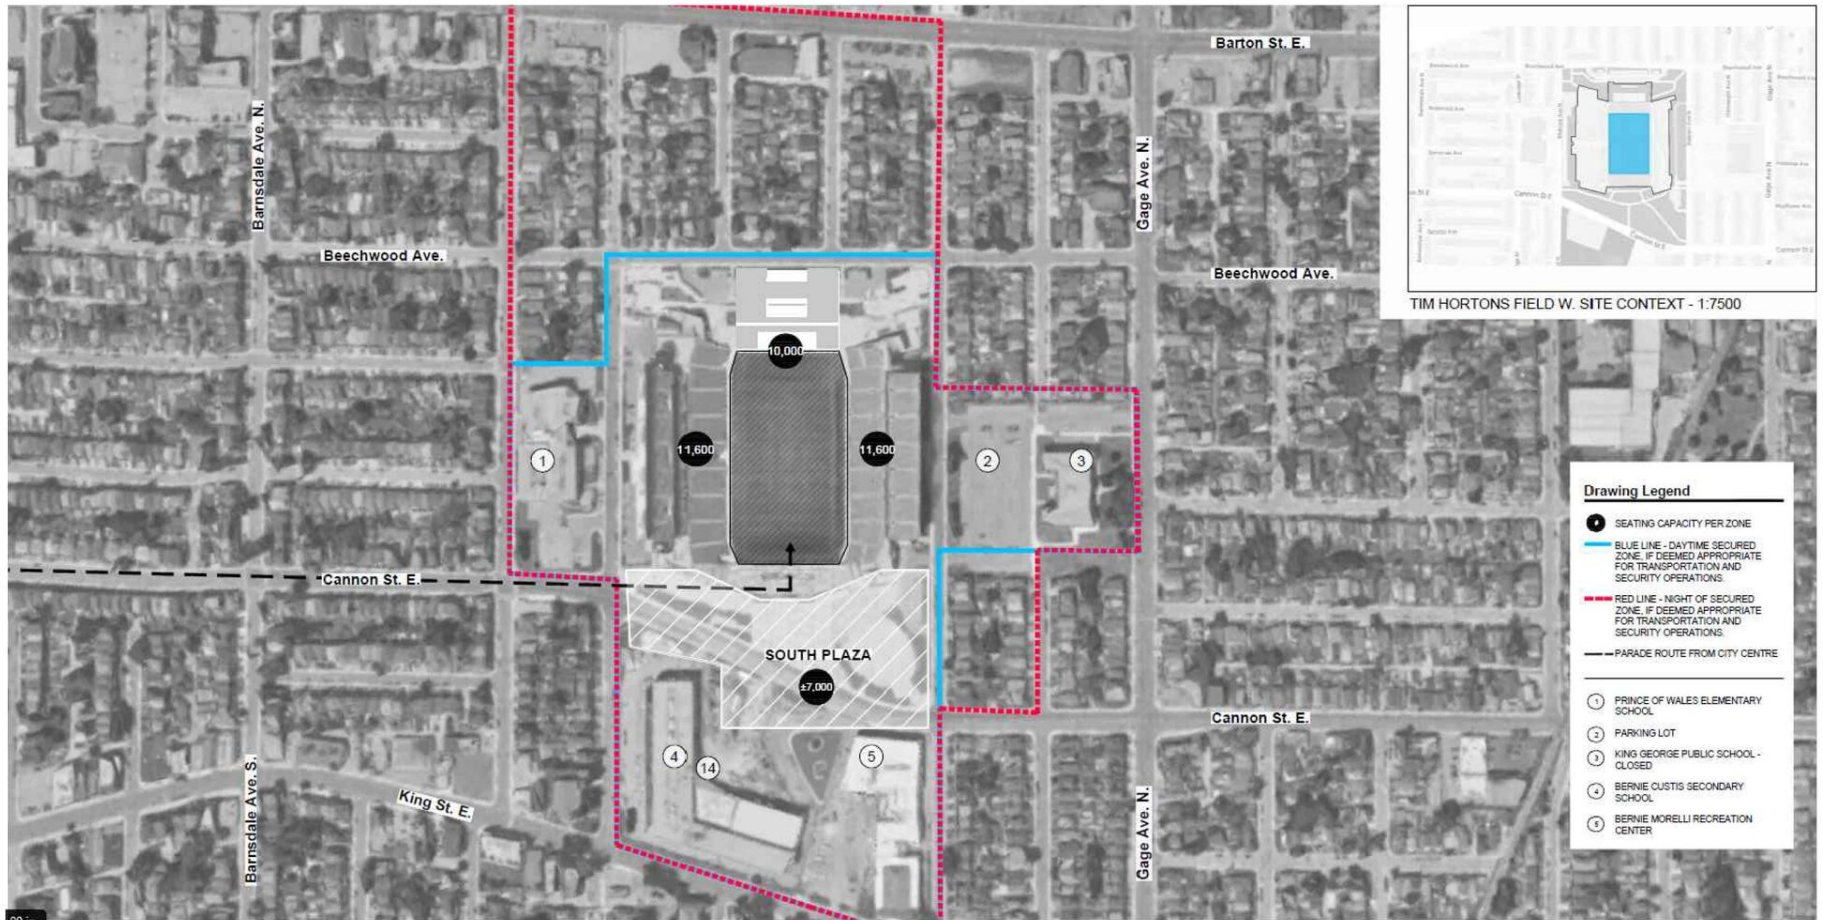 Barton St. E.
Barnsdale Ave. N.
Gage Ave. N.
Beechwood Ave.
Beechwood Ave.
TIM HORTONS FIELD W. SITE CONTEXT - 1:7500
10,000
11,600
11,600
1
2
3
Cannon St. E.
SOUTH PLAZA
±7,000
Cannon St. E.
4
14
5
Barnsdale Ave. S.
King St. E.
Gage Ave. N.
Drawing Legend
SEATING CAPACITY PER ZONE
BLUE LINE - DAYTIME SECURED
ZONE, IF DEEMED APPROPRIATE
FOR TRANSPORTATION AND
SECURITY OPERATIONS.
RED LINE - NIGHT OF SECURED
ZONE, IF DEEMED APPROPRIATE
FOR TRANSPORTATION AND
SECURITY OPERATIONS.
PARADE ROUTE FROM CITY CENTRE
1 PRINCE OF WALES ELEMENTARY
SCHOOL
2 PARKING LOT
3 KING GEORGE PUBLIC SCHOOL -
CLOSED
4 BERNIE CUSTIS SECONDARY
SCHOOL
5 BERNIE MORELLI RECREATION
CENTER